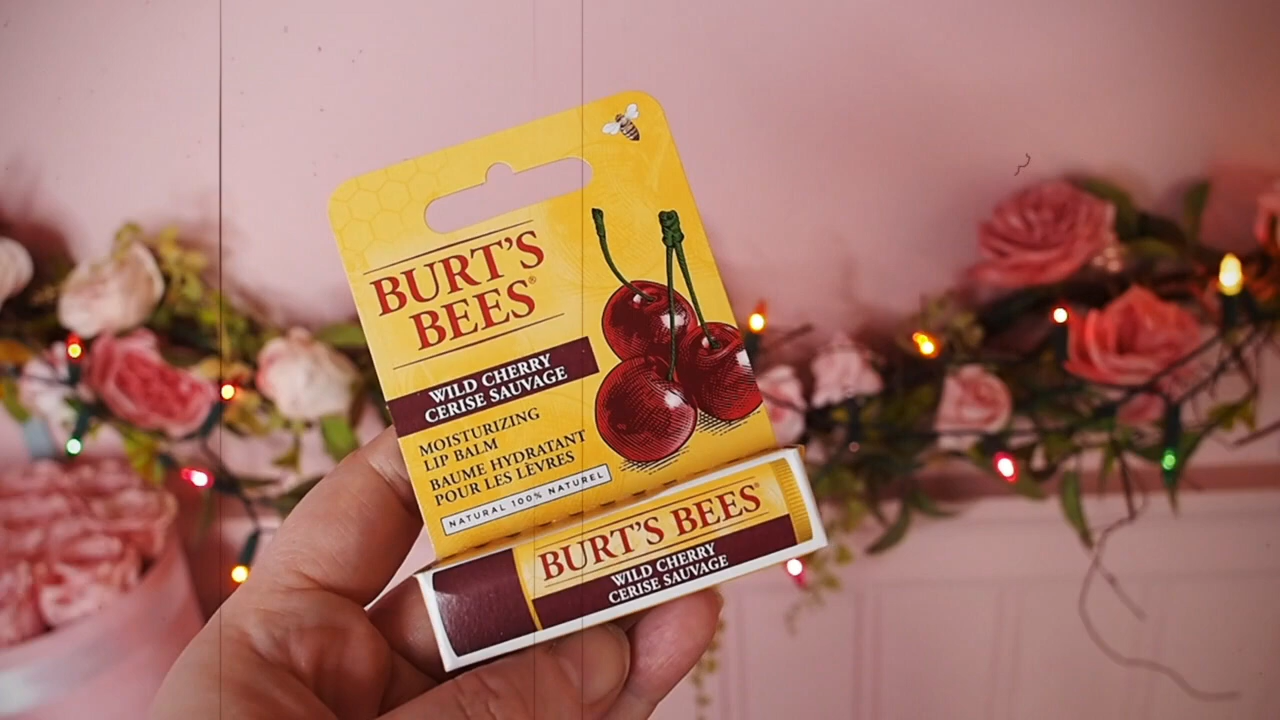 BURT'S
BEES®
WILD CHERRY
CERISE SAUVAGE
MOISTURIZING
LIP BALM
BAUME HYDRATANT
POUR LES LÈVRES
NATURAL 100% NATUREL
BURT'S BEES®
WILD CHERRY
CERISE SAUVAGE